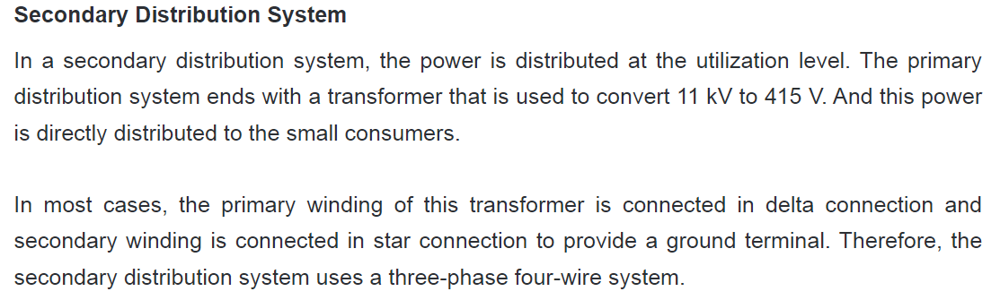 Secondary Distribution System
In a secondary distribution system, the power is distributed at the utilization level. The primary
distribution system ends with a transformer that is used to convert 11 kV to 415 V. And this power
is directly distributed to the small consumers.
In most cases, the primary winding of this transformer is connected in delta connection and
secondary winding is connected in star connection to provide a ground terminal. Therefore, the
secondary distribution system uses a three-phase four-wire system.